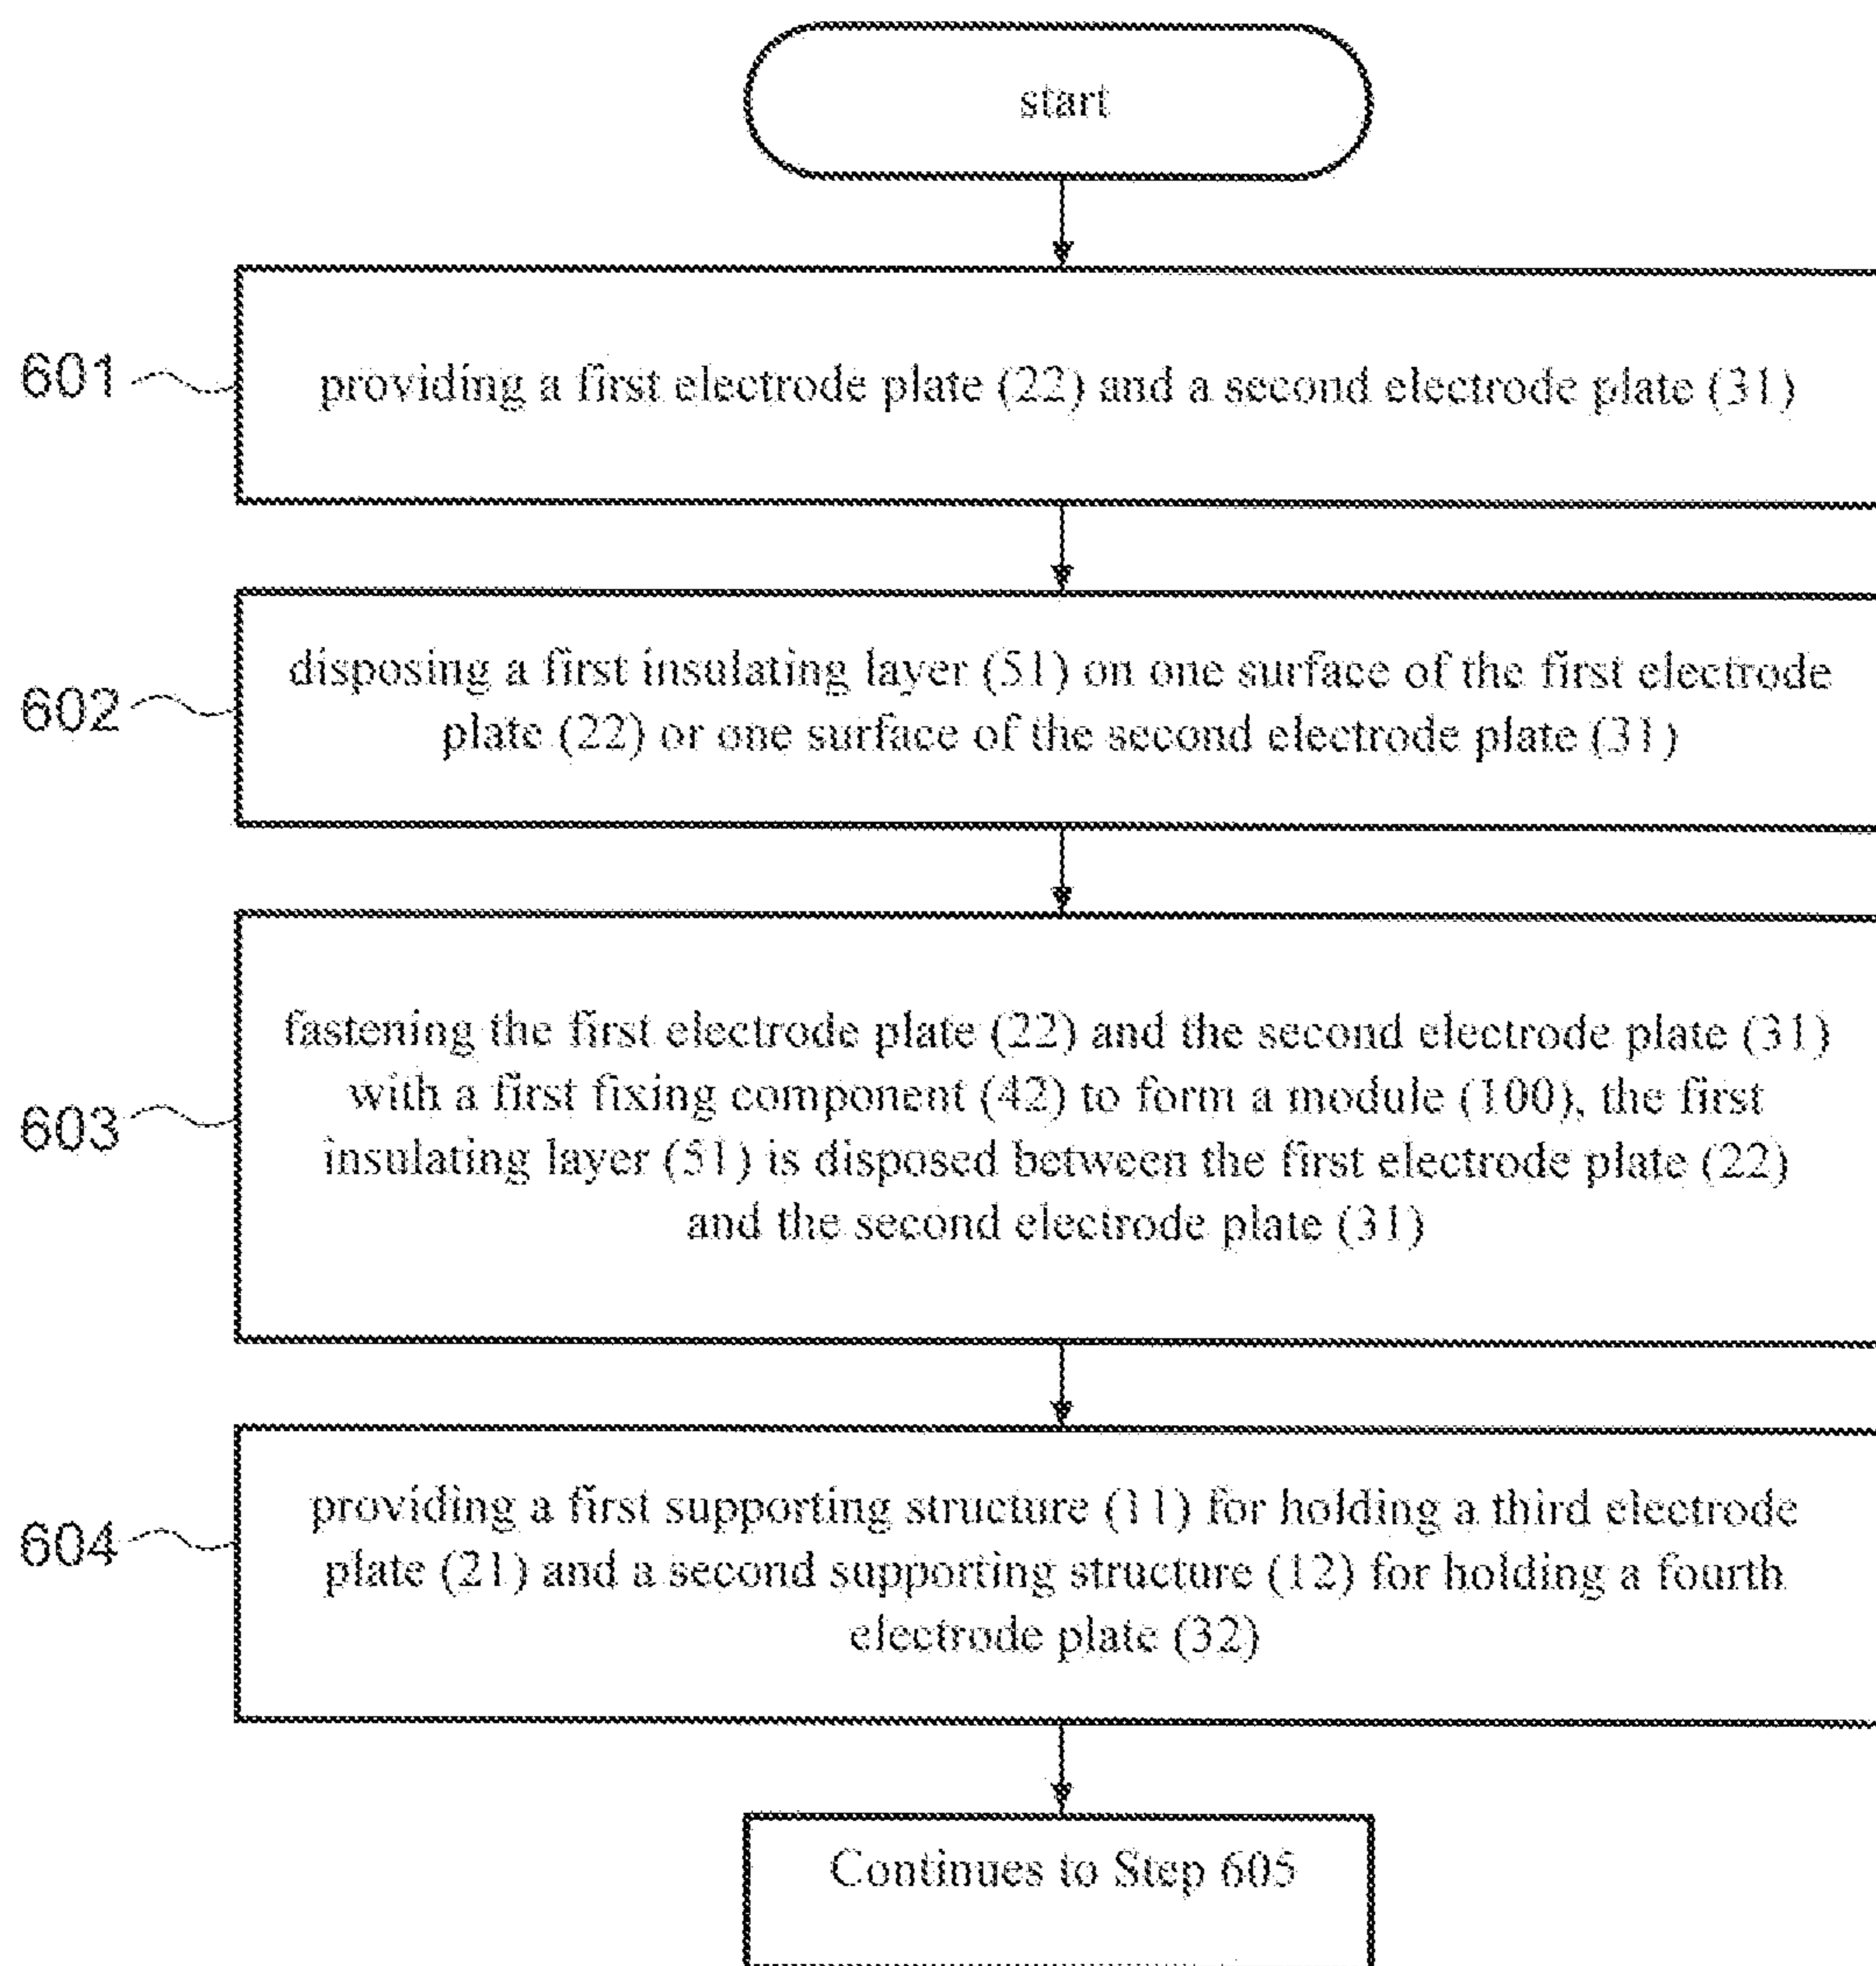 start
601
providing a first electrode plate (22) and a second electrode plate (31)
602
disposing a first insulating layer (51) on one surface of the first electrode
plate (22) or one surface of the second electrode plate (31)
603
fastening the first electrode plate (22) and the second electrode plate (31)
with a first fixing component (42) to form a module (100), the first
insulating layer (51) is disposed between the first electrode plate (22)
and the second electrode plate (31)
604
providing a first supporting structure (11) for holding a third electrode
plate (21) and a second supporting structure (12) for holding a fourth
electrode plate (32)
Continues to Step 605